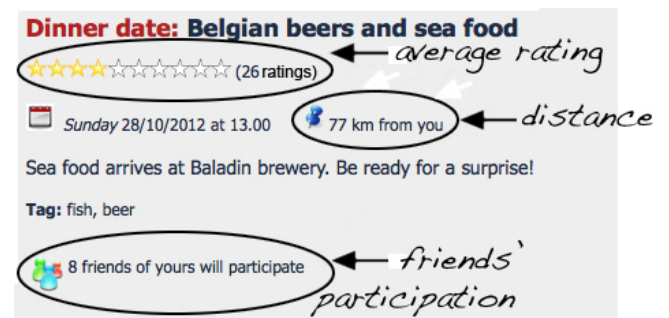 Dinner date: Belgian beers and sea food
average rating
(26 ratings)
Sunday 28/10/2012 at 13.00
77 km from you
distance
Sea food arrives at Baladin brewery. Be ready for a surprise!
Tag: fish, beer
8 friends of yours will participate
friends'
participation